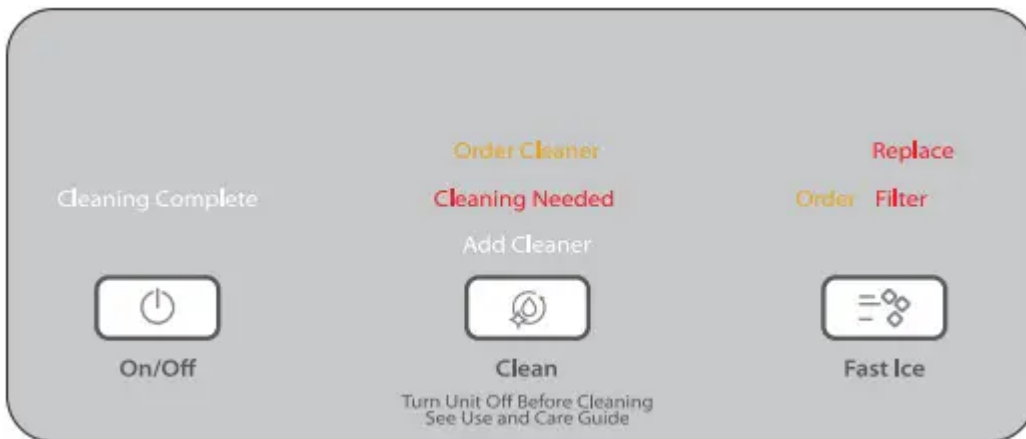 Order Cleaner
Replace
Cleaning Complete
Cleaning Needed
Order Filter
Add Cleaner
On/Off
Clean
Fast Ice
Turn Unit Off Before Cleaning
See Use and Care Guide